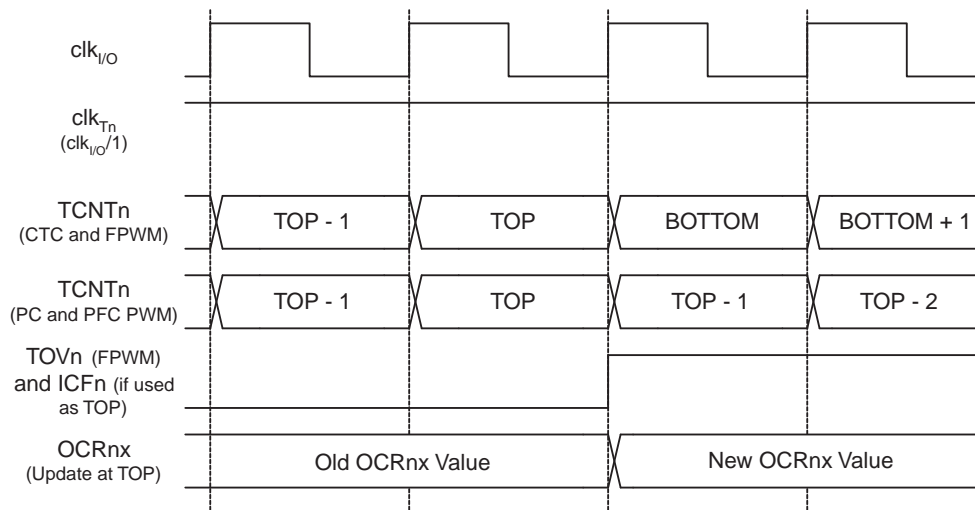 clkI/O
clkTn
(clkI/O/1)
TCNTn
(CTC and FPWM)
TOP - 1
TOP
BOTTOM
BOTTOM + 1
TCNTn
(PC and PFC PWM)
TOP - 1
TOP
TOP - 1
TOP - 2
TOVn (FPWM)
and ICFn (if used
as TOP)
OCRnx
(Update at TOP)
Old OCRnx Value
New OCRnx Value